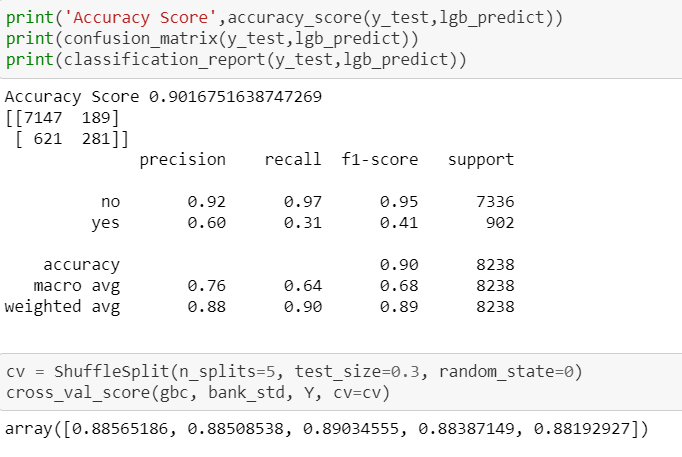 print('Accuracy Score',accuracy_score(y_test,lgb_predict))
print(confusion_matrix(y_test,lgb_predict))
print(classification_report(y_test,lgb_predict))
Accuracy Score 0.9016751638747269
[[7147  189]
 [ 621  281]]
              precision    recall  f1-score   support
          no       0.92      0.97      0.95      7336
         yes       0.60      0.31      0.41       902
    accuracy                           0.90      8238
   macro avg       0.76      0.64      0.68      8238
weighted avg       0.88      0.90      0.89      8238
cv = ShuffleSplit(n_splits=5, test_size=0.3, random_state=0)
cross_val_score(gbc, bank_std, Y, cv=cv)
array([0.88565186, 0.88508538, 0.89034555, 0.88387149, 0.88192927])